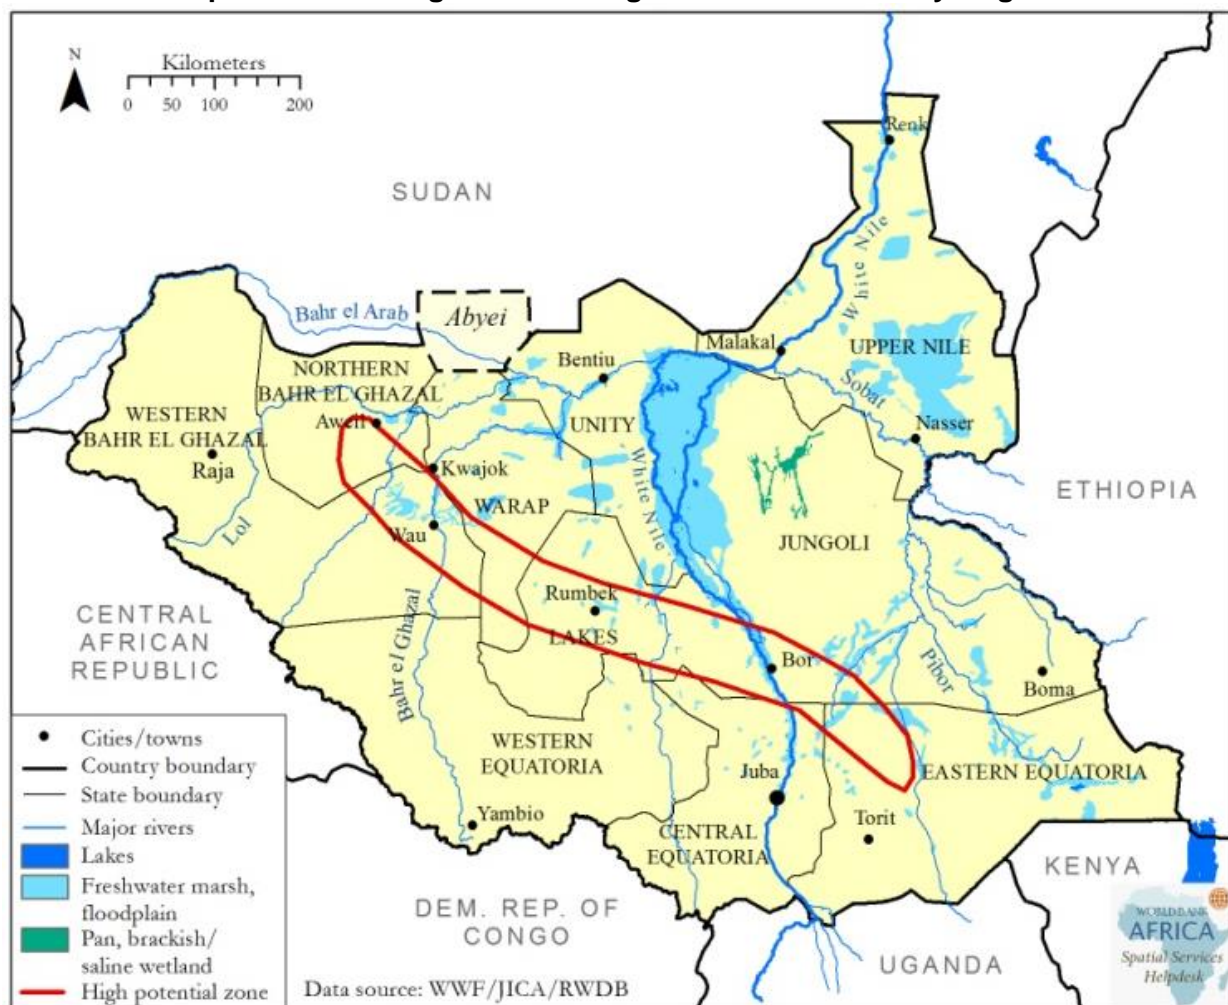 N
Kilometers
0 50 100 200
Renk
SUDAN
White Nile
Bahr el Arab
Abyei
Malakal
UPPER NILE
Bentiu
NORTHERN
BAHR EL GHAZAL
Sobat
WESTERN
BAHR EL GHAZAL
Aweil
UNITY
Nasser
Raja
Kwajok
White Nile
ETHIOPIA
WARAP
Lol
Wau
JUNGOLI
CENTRAL
AFRICAN
REPUBLIC
Rumbek
LAKES
Bahr el Ghazal
Bor
Pibor
Boma
WESTERN
EQUATORIA
Juba
EASTERN EQUATORIA
Yambio
Torit
CENTRAL
EQUATORIA
KENYA
DEM. REP. OF
CONGO
UGANDA
Cities/towns
Country boundary
State boundary
Major rivers
Lakes
Freshwater marsh,
floodplain
Pan, brackish/
saline wetland
High potential zone
Data source: WWF/JICA/RWDB
WORLD BANK
AFRICA
Spatial Services
Helpdesk